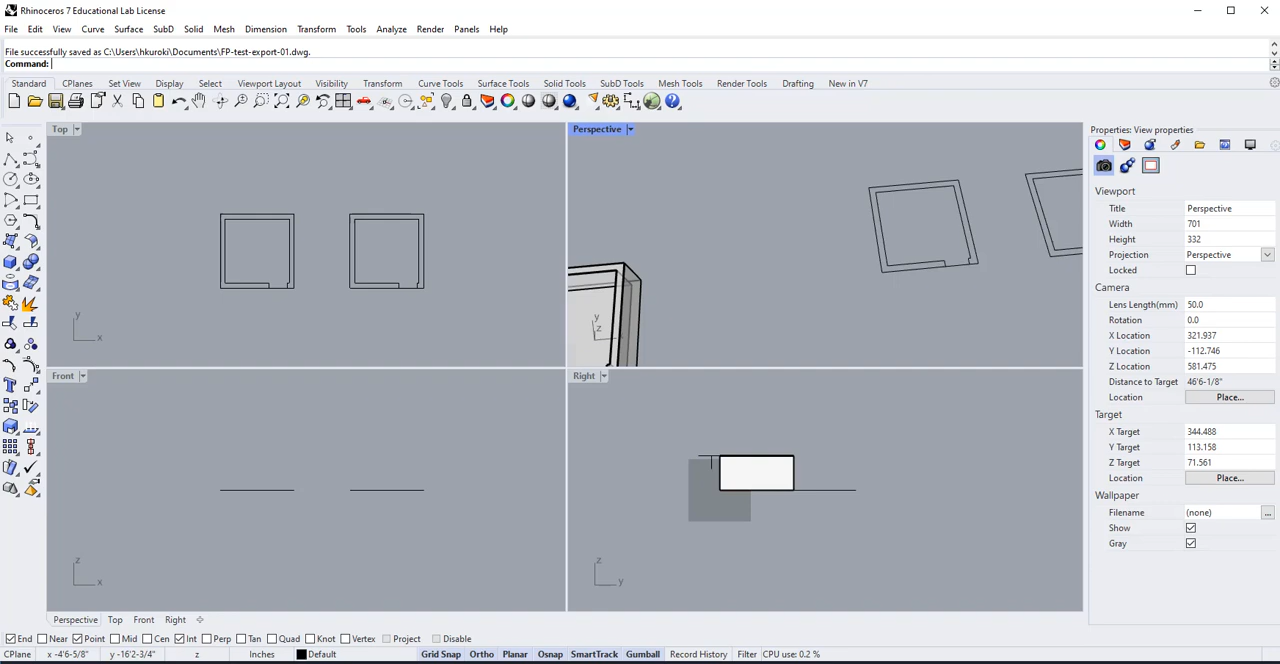 Rhinoceros 7 Educational Lab License
File Edit View Curve Surface SubD Solid Mesh Dimension Transform Tools Analyze Render Panels Help
File successfully saved as C:\Users\hkuroki\Documents\FP-test-export-01.dwg.
Command:
Standard CPlanes Set View Display Select Viewport Layout Visibility Transform Curve Tools Surface Tools Solid Tools SubD Tools Mesh Tools Render Tools Drafting New in V7
Top
Perspective
Properties: View properties
Viewport
Title Perspective
Width 701
Height 332
Projection Perspective
Locked
Camera
Lens Length(mm) 50.0
Rotation 0.0
X Location 321.937
Y Location -112.746
Z Location 581.475
Distance to Target 46'6-1/8"
Location Place...
Target
X Target 344.488
Y Target 113.158
Z Target 71.561
Location Place...
Wallpaper
Filename (none) ...
Show
Gray
y
x
y
z
Front
Right
z
x
z
y
Perspective Top Front Right
End Near Point Mid Cen Int Perp Tan Quad Knot Vertex Project Disable
CPlane x -4'6-5/8" y -16'2-3/4" z Inches Default Grid Snap Ortho Planar Osnap SmartTrack Gumball Record History Filter CPU use: 0.2 %